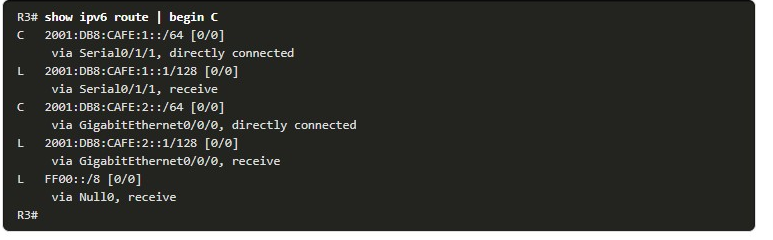 R3# show ipv6 route | begin C
C   2001:DB8:CAFE:1::/64 [0/0]
     via Serial0/1/1, directly connected
L   2001:DB8:CAFE:1::1/128 [0/0]
     via Serial0/1/1, receive
C   2001:DB8:CAFE:2::/64 [0/0]
     via GigabitEthernet0/0/0, directly connected
L   2001:DB8:CAFE:2::1/128 [0/0]
     via GigabitEthernet0/0/0, receive
L   FF00::/8 [0/0]
     via Null0, receive
R3#